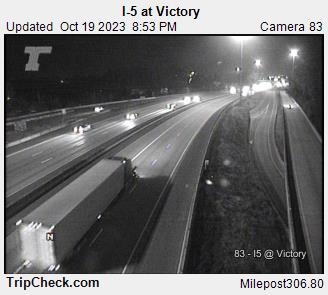 I-5 at Victory
Updated Oct 19 2023 8:53 PM Camera 83
T
83 - I5 @ Victory
N
TripCheck.com Milepost306.80